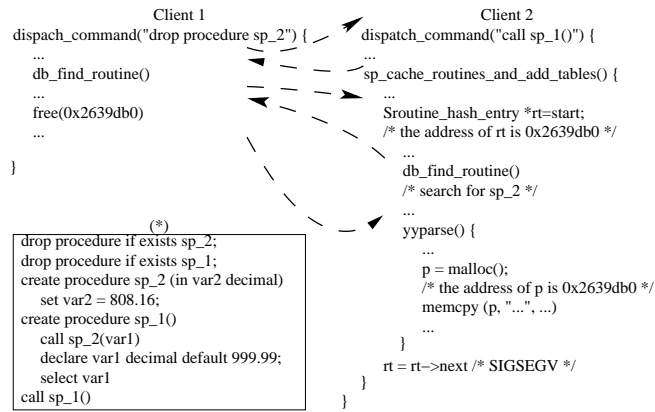 Client 1
dispach_command("drop procedure sp_2") {
...
db_find_routine()
...
free(0x2639db0)
...
}
Client 2
dispatch_command("call sp_1()") {
...
sp_cache_routines_and_add_tables() {
...
Sroutine_hash_entry *rt=start;
/* the address of rt is 0x2639db0 */
...
db_find_routine()
/* search for sp_2 */
...
yyparse() {
...
p = malloc();
/* the address of p is 0x2639db0 */
memcpy (p, "...", ...)
...
}
rt = rt−>next /* SIGSEGV */
}
}
(*)
drop procedure if exists sp_2;
drop procedure if exists sp_1;
create procedure sp_2 (in var2 decimal)
set var2 = 808.16;
create procedure sp_1()
call sp_2(var1)
declare var1 decimal default 999.99;
select var1
call sp_1()